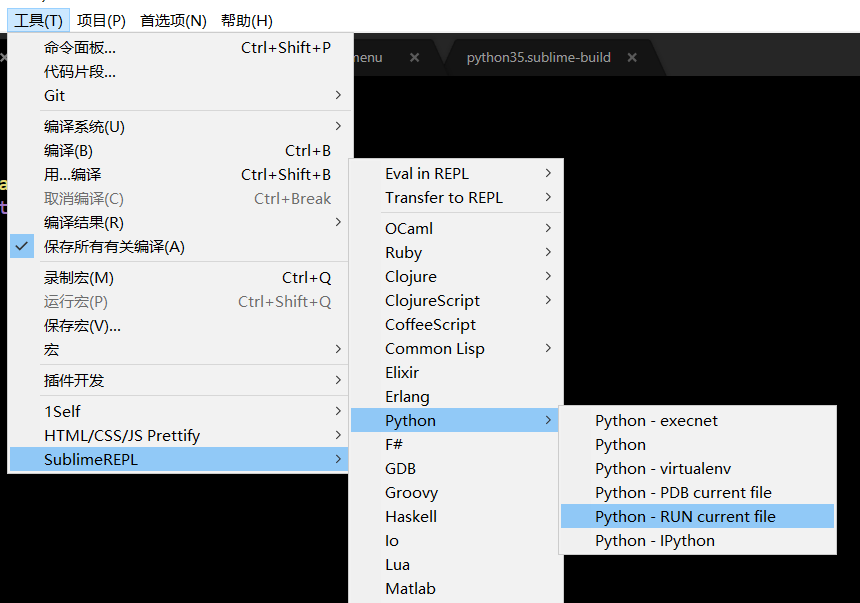 工具(T) 项目(P) 首选项(N) 帮助(H)
menu × python35.sublime-build ×
命令面板... Ctrl+Shift+P
代码片段...
Git
编译系统(U)
编译(B) Ctrl+B
用...编译 Ctrl+Shift+B
取消编译(C) Ctrl+Break
编译结果(R)
保存所有有关编译(A)
录制宏(M) Ctrl+Q
运行宏(P) Ctrl+Shift+Q
保存宏(V)...
宏
插件开发
1Self
HTML/CSS/JS Prettify
SublimeREPL
Eval in REPL
Transfer to REPL
OCaml
Ruby
Clojure
ClojureScript
CoffeeScript
Common Lisp
Elixir
Erlang
Python
F#
GDB
Groovy
Haskell
Io
Lua
Matlab
Python - execnet
Python
Python - virtualenv
Python - PDB current file
Python - RUN current file
Python - IPython